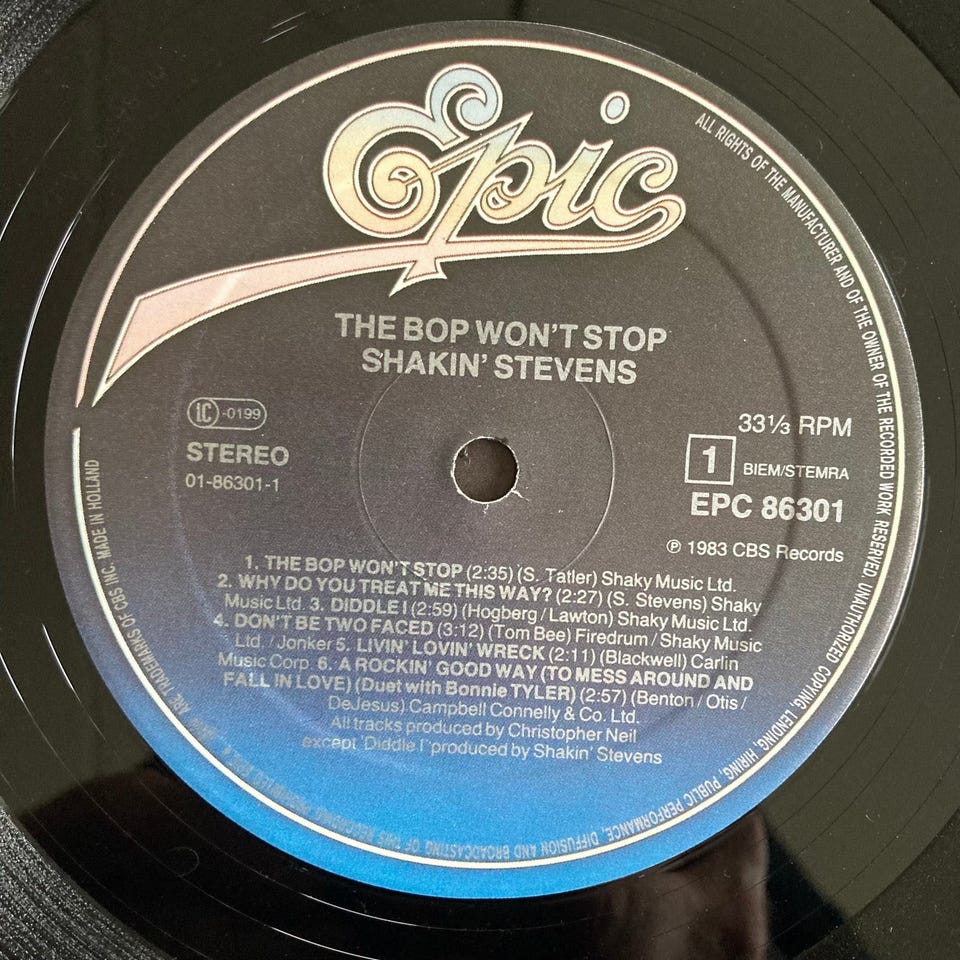 Epic
THE BOP WON'T STOP
SHAKIN' STEVENS
iC -0199
STEREO
01-86301-1
33⅓ RPM
1
BIEM/STEMRA
EPC 86301
℗ 1983 CBS Records
1. THE BOP WON'T STOP (2:35) (S. Tatler) Shaky Music Ltd.
2. WHY DO YOU TREAT ME THIS WAY? (2:27) (S. Stevens) Shaky
Music Ltd. 3. DIDDLE I (2:59) (Hogberg / Lawton) Shaky Music Ltd.
4. DON'T BE TWO FACED (3:12) (Tom Bee) Firedrum / Shaky Music
Ltd. / Jonker 5. LIVIN' LOVIN' WRECK (2:11) (Blackwell) Carlin
Music Corp. 6. A ROCKIN' GOOD WAY (TO MESS AROUND AND
FALL IN LOVE) (Duet with Bonnie TYLER) (2:57) (Benton / Otis /
DeJesus) Campbell Connelly & Co. Ltd.
All tracks produced by Christopher Neil
except 'Diddle I' produced by Shakin' Stevens
ALL RIGHTS OF THE MANUFACTURER AND OF THE OWNER OF THE RECORDED WORK RESERVED. UNAUTHORIZED COPYING, LENDING, HIRING, PUBLIC PERFORMANCE, DIFFUSION AND BROADCASTING OF THIS RECORD
ARE TRADEMARKS OF CBS INC. MADE IN HOLLAND